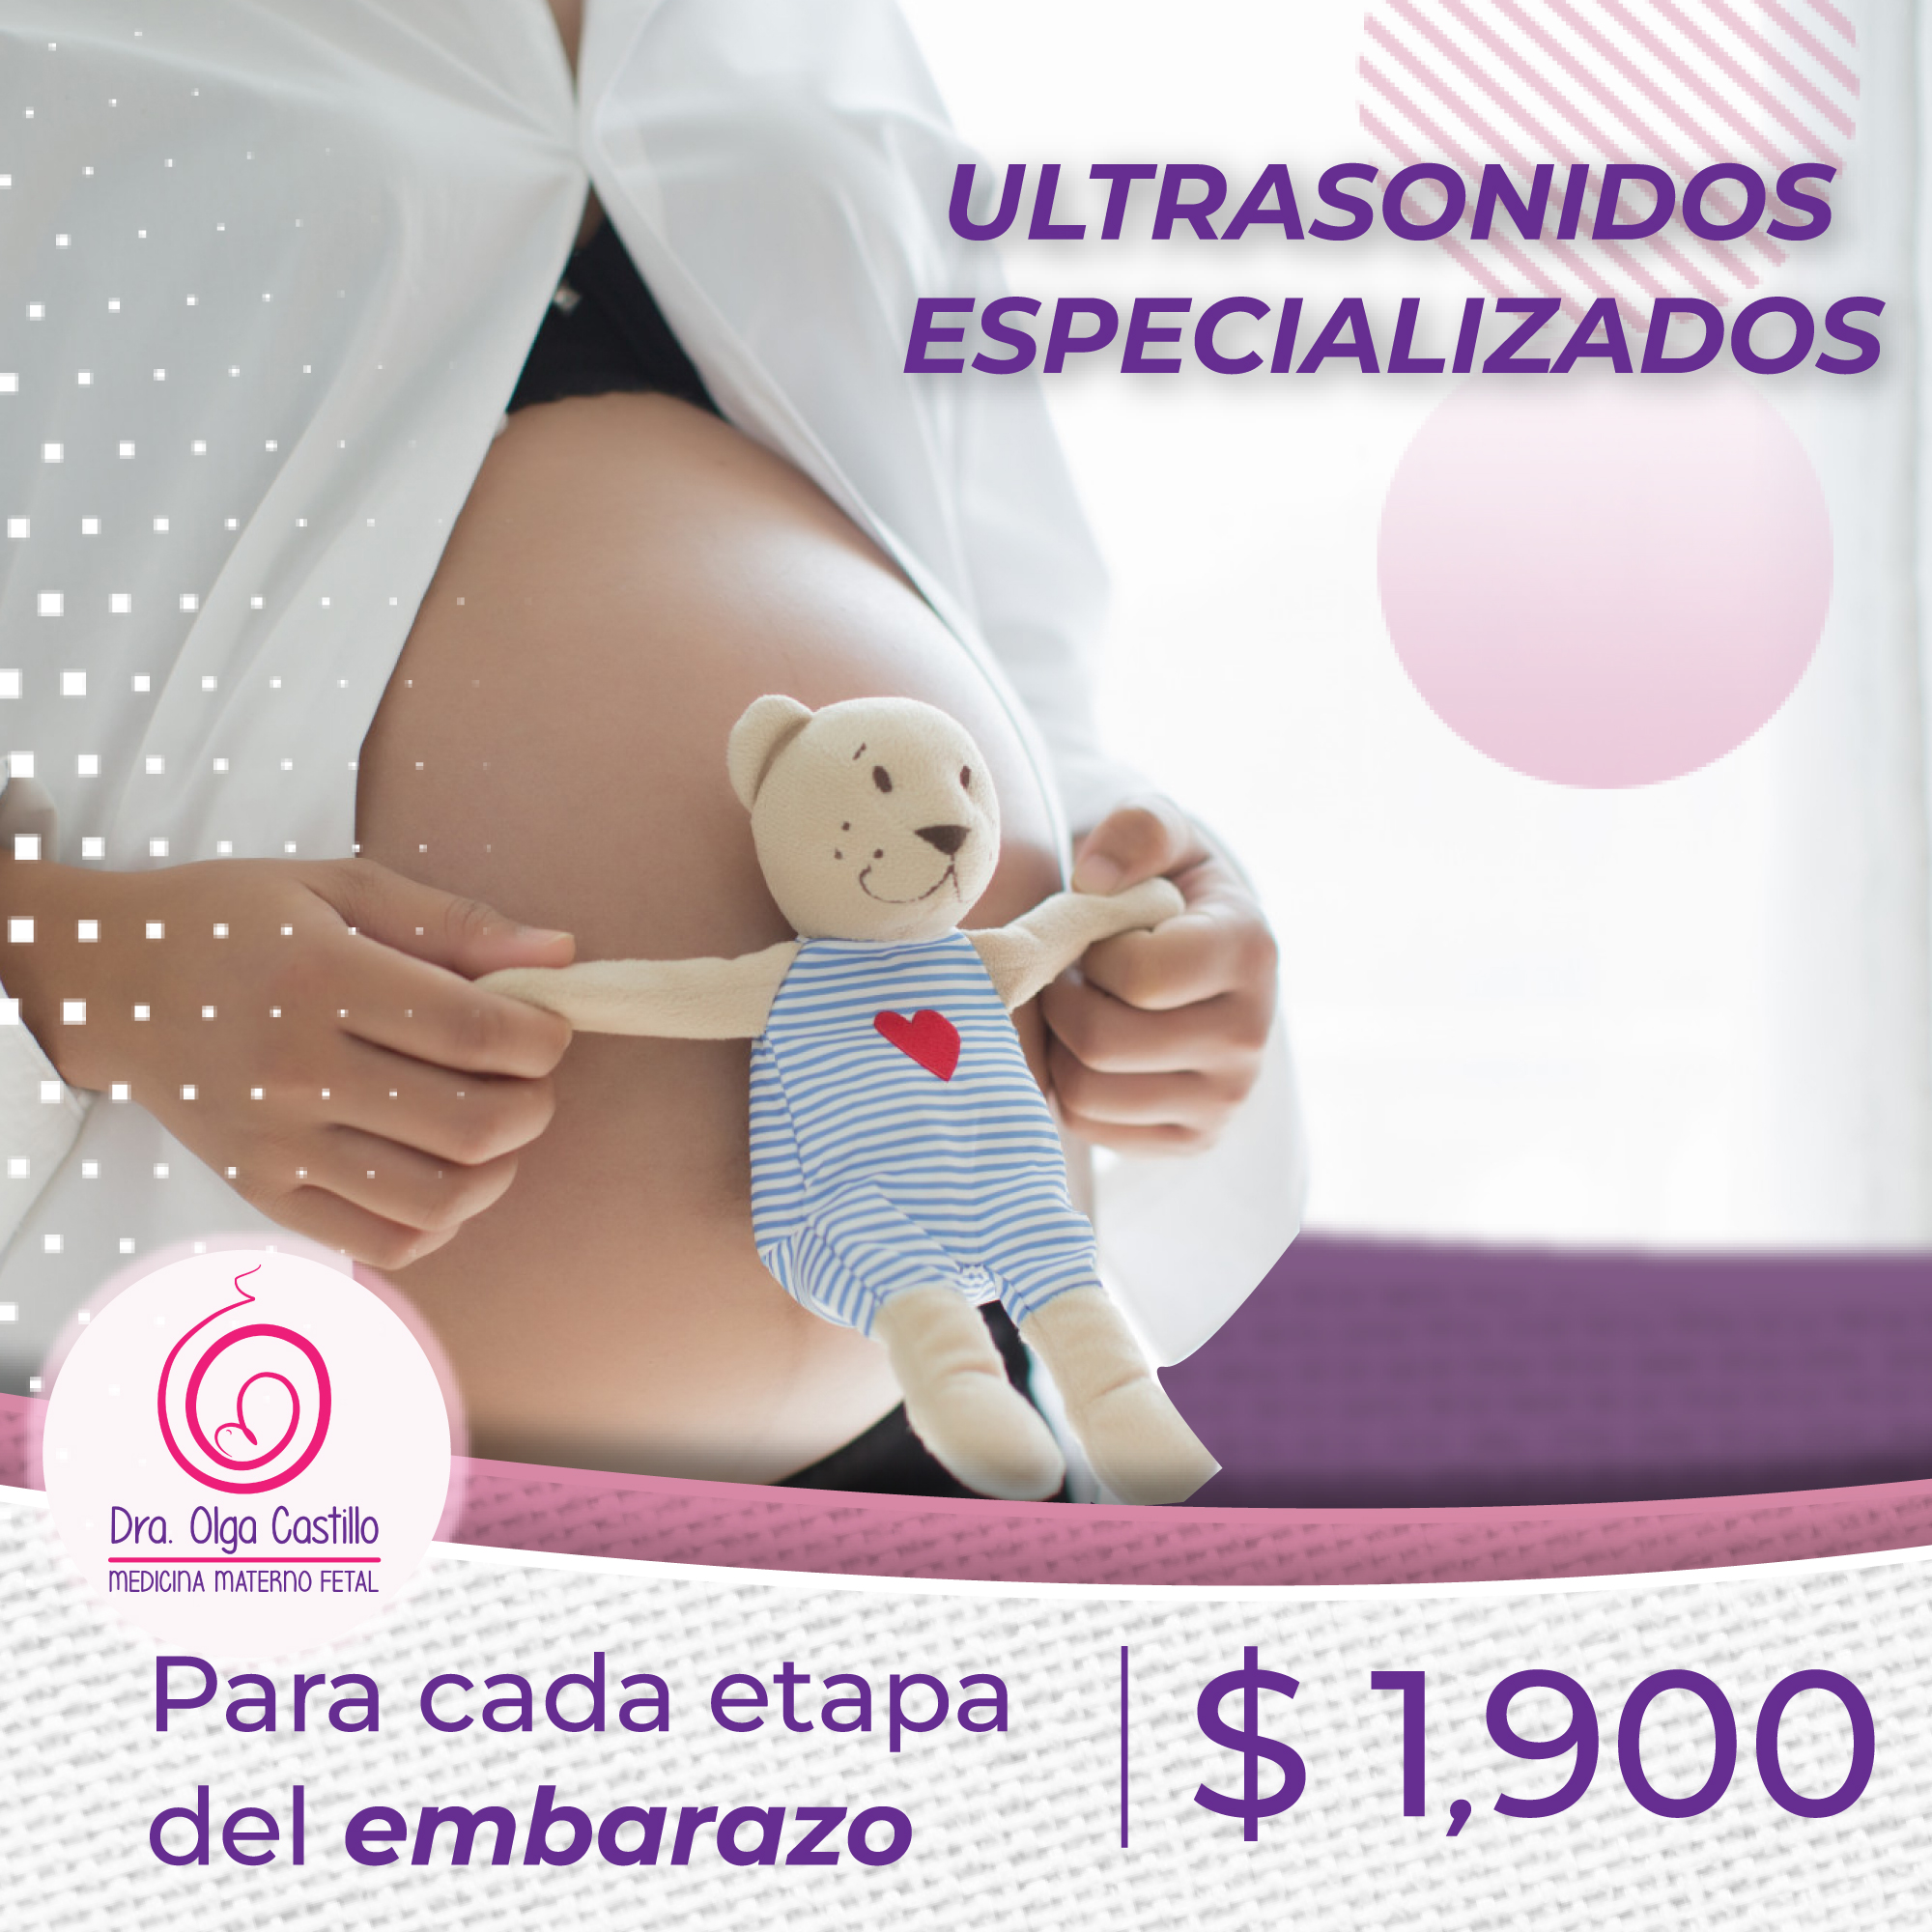 ULTRASONIDOS
ESPECIALIZADOS
Dra. Olga Castillo
MEDICINA MATERNO FETAL
Para cada etapa
del embarazo
$ 1,900